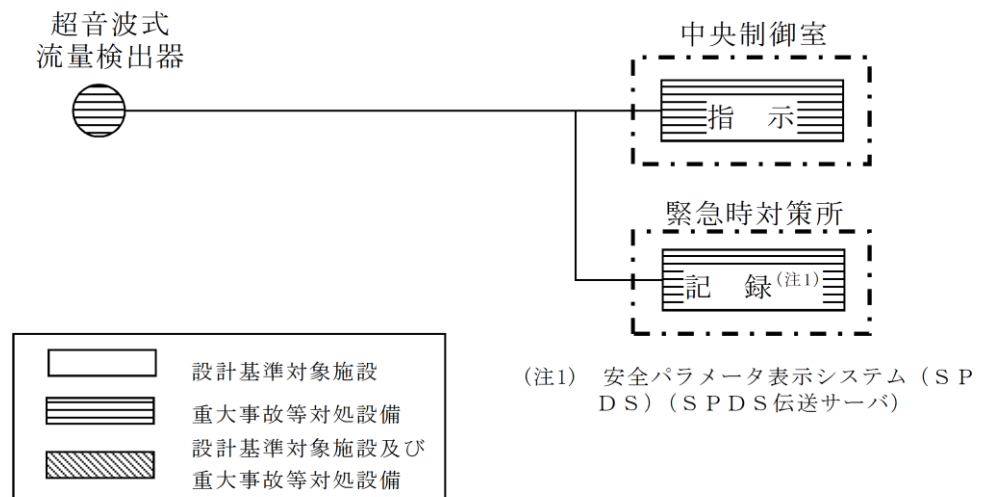 超音波式
流量検出器
中央制御室
指　示
緊急時対策所
記　録(注1)
(注1)　安全パラメータ表示システム（ＳＰ
ＤＳ）（ＳＰＤＳ伝送サーバ）
設計基準対象施設
重大事故等対処設備
設計基準対象施設及び
重大事故等対処設備